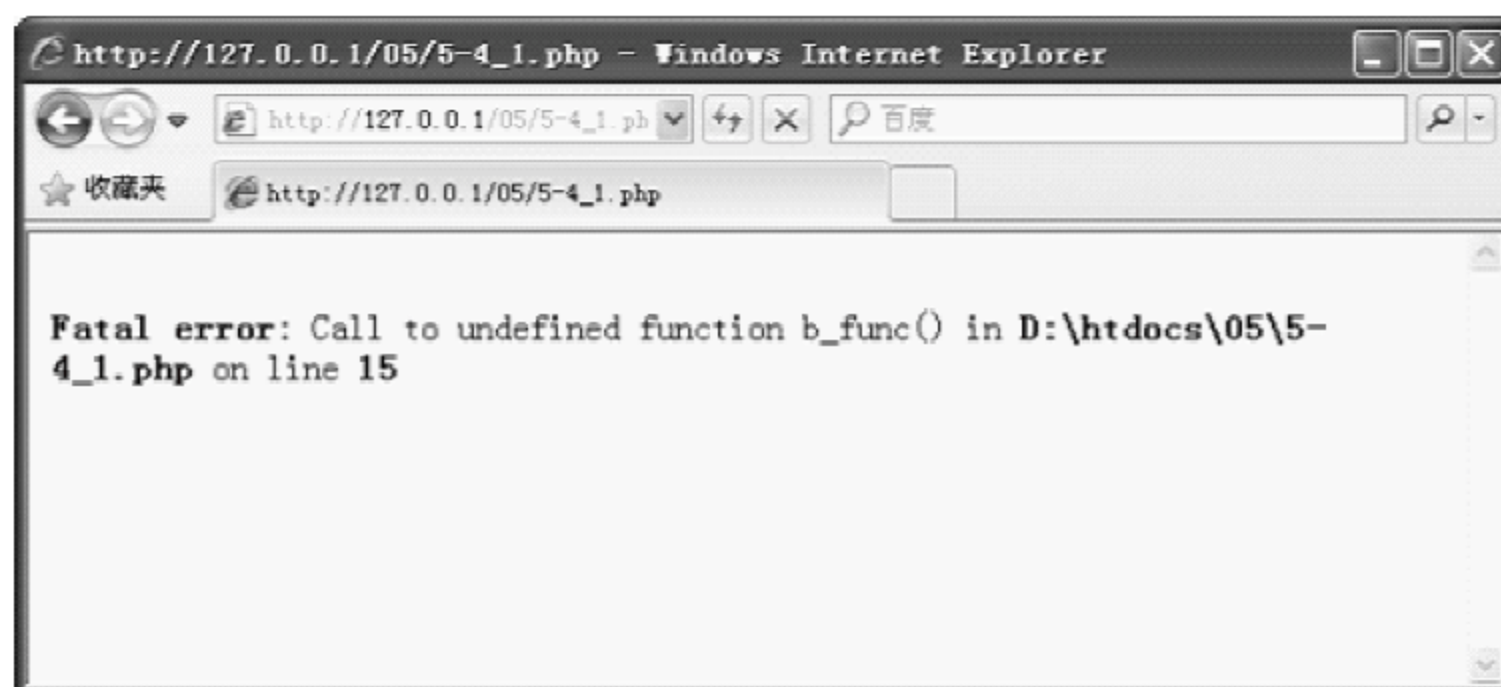 http://127.0.0.1/05/5-4_1.php - Windows Internet Explorer
http://127.0.0.1/05/5-4_1.ph
百度
收藏夹
http://127.0.0.1/05/5-4_1.php
Fatal error: Call to undefined function b_func() in D:\htdocs\05\5-
4_1.php on line 15